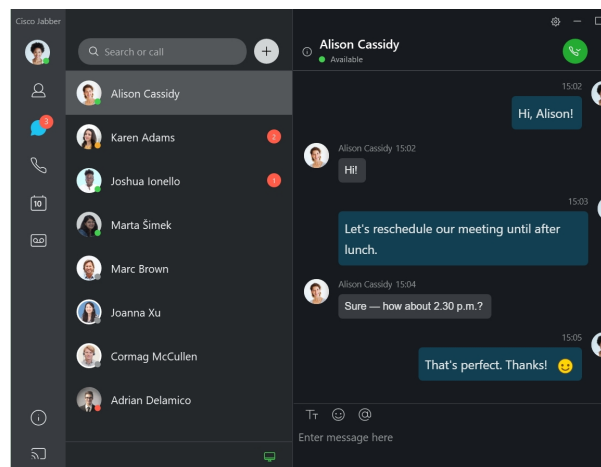 Cisco Jabber
Search or call
Alison Cassidy
Available
15:02
Hi, Alison!
Alison Cassidy 15:02
Hi!
15:03
Let's reschedule our meeting until after
lunch.
Alison Cassidy 15:04
Sure — how about 2.30 p.m.?
15:05
That's perfect. Thanks!
Tт
@
Enter message here
3
10
Alison Cassidy
Karen Adams
2
Joshua Ionello
1
Marta Šimek
Marc Brown
Joanna Xu
Cormag McCullen
Adrian Delamico